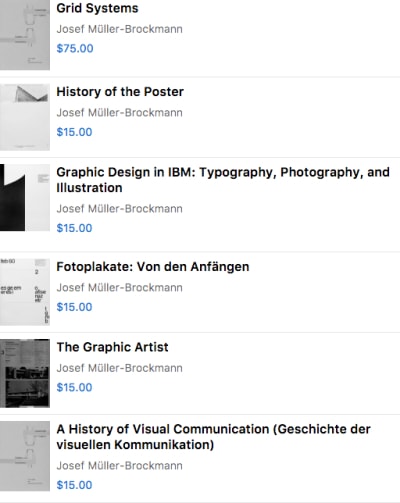 Grid Systems
Josef Müller-Brockmann
$75.00
History of the Poster
Josef Müller-Brockmann
$15.00
Graphic Design in IBM: Typography, Photography, and
Illustration
Josef Müller-Brockmann
$15.00
Fotoplakate: Von den Anfängen
Josef Müller-Brockmann
$15.00
The Graphic Artist
Josef Müller-Brockmann
$15.00
A History of Visual Communication (Geschichte der
visuellen Kommunikation)
Josef Müller-Brockmann
$15.00